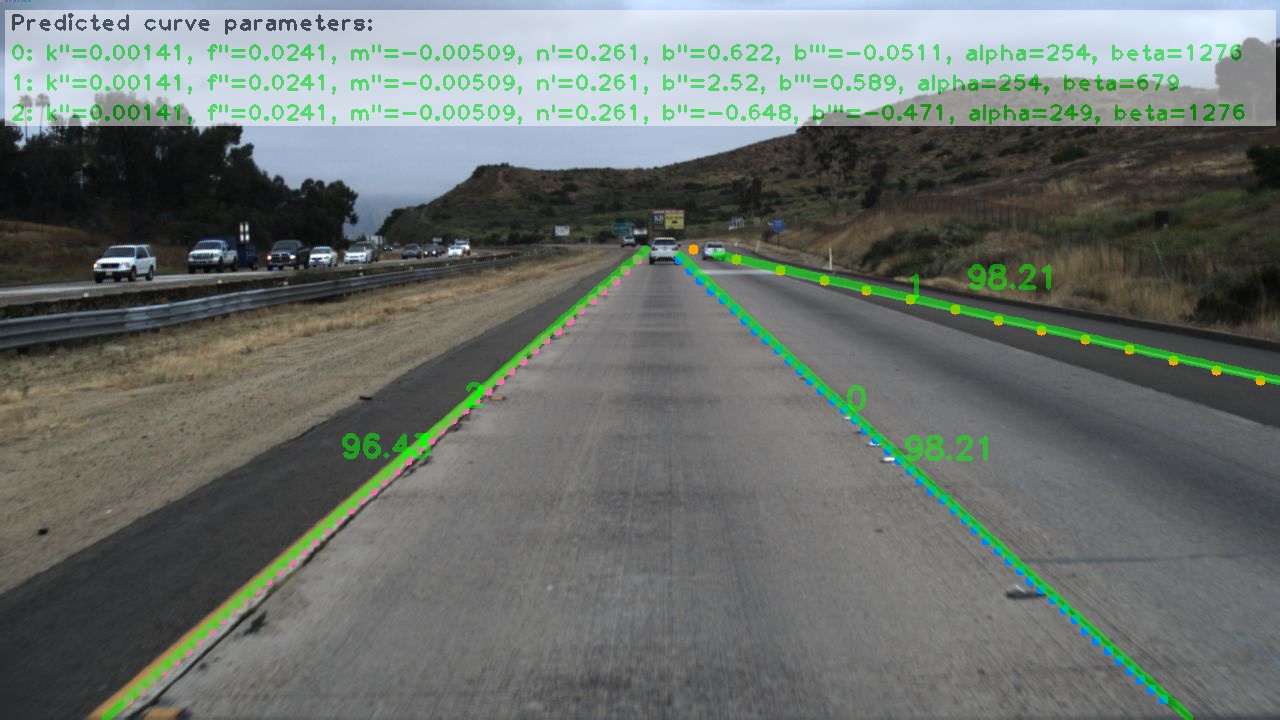 Predicted curve parameters:
0: k''=0.00141, f''=0.0241, m''=-0.00509, n'=0.261, b''=0.622, b'''=-0.0511, alpha=254, beta=1276
1: k''=0.00141, f''=0.0241, m''=-0.00509, n'=0.261, b''=2.52, b'''=0.589, alpha=254, beta=679
2: k''=0.00141, f''=0.0241, m''=-0.00509, n'=0.261, b''=-0.648, b'''=-0.471, alpha=249, beta=1276
1 98.21
2 0
96.43 98.21